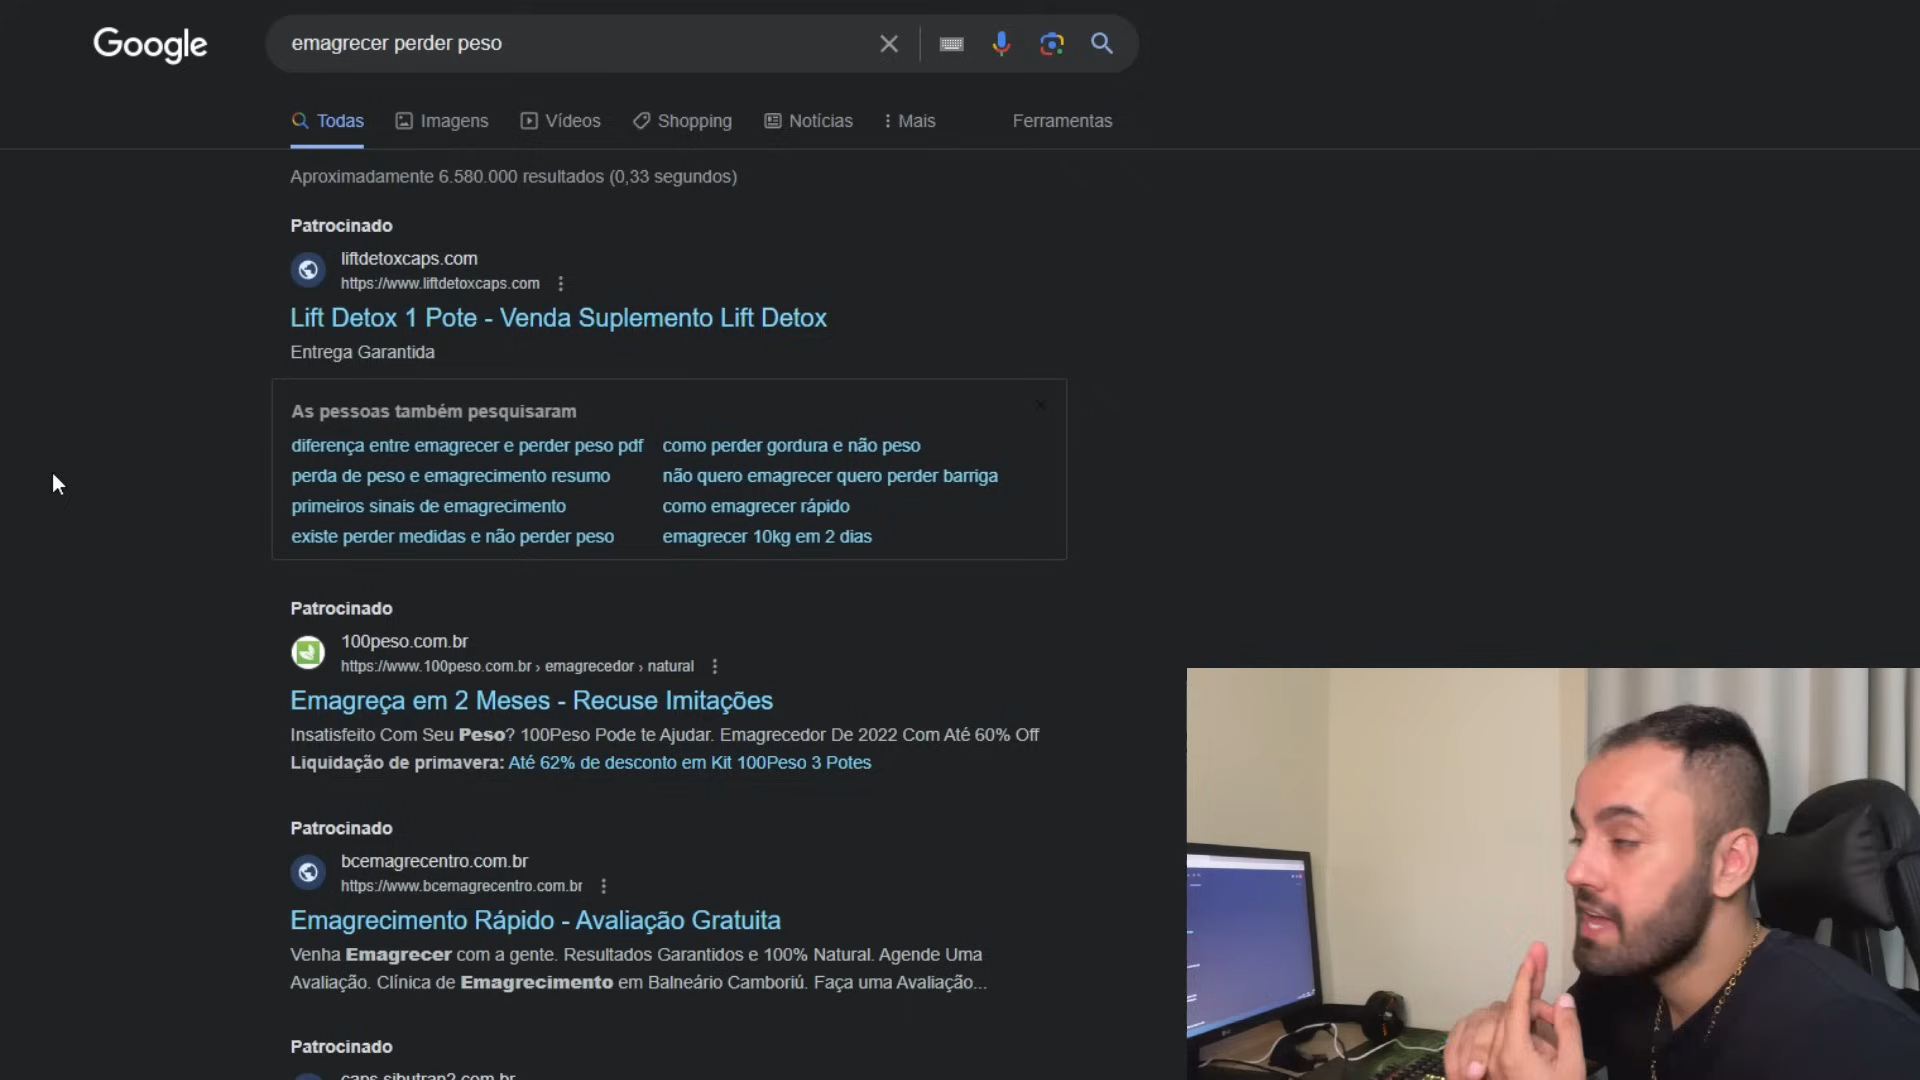 Google
emagrecer perder peso
Todas
Imagens
Vídeos
Shopping
Notícias
Mais
Ferramentas
Aproximadamente 6.580.000 resultados (0,33 segundos)
Patrocinado
liftdetoxcaps.com
https://www.liftdetoxcaps.com
Lift Detox 1 Pote - Venda Suplemento Lift Detox
Entrega Garantida
As pessoas também pesquisaram
diferença entre emagrecer e perder peso pdf
como perder gordura e não peso
perda de peso e emagrecimento resumo
não quero emagrecer quero perder barriga
primeiros sinais de emagrecimento
como emagrecer rápido
existe perder medidas e não perder peso
emagrecer 10kg em 2 dias
Patrocinado
100peso.com.br
https://www.100peso.com.br › emagrecedor › natural
Emagreça em 2 Meses - Recuse Imitações
Insatisfeito Com Seu Peso? 100Peso Pode te Ajudar. Emagrecedor De 2022 Com Até 60% Off
Liquidação de primavera: Até 62% de desconto em Kit 100Peso 3 Potes
Patrocinado
bcemagrecentro.com.br
https://www.bcemagrecentro.com.br
Emagrecimento Rápido - Avaliação Gratuita
Venha Emagrecer com a gente. Resultados Garantidos e 100% Natural. Agende Uma
Avaliação. Clínica de Emagrecimento em Balneário Camboriú. Faça uma Avaliação...
Patrocinado
caps.sibutran2.com.br